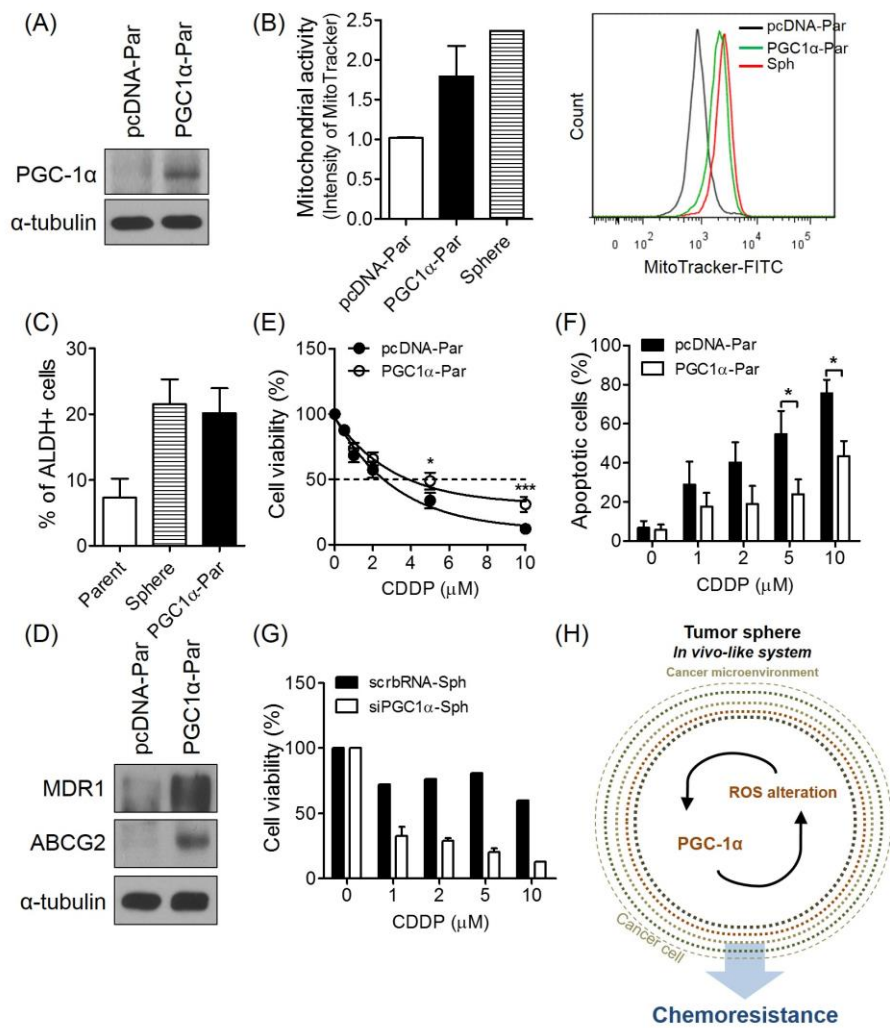 (A)
pcDNA-Par
PGC1α-Par
PGC-1α
α-tubulin
(B)
Mitochondrial activity
(Intensity of MitoTracker)
2.5
2.0
1.5
1.0
0.5
0.0
pcDNA-Par
PGC1α-Par
Sphere
pcDNA-Par
PGC1α-Par
Sph
Count
0 10² 10³ 10⁴ 10⁵
MitoTracker-FITC
(C)
% of ALDH+ cells
30
20
10
0
Parent
Sphere
PGC1α-Par
(E)
pcDNA-Par
PGC1α-Par
Cell viability (%)
150
100
50
0
*
***
0 2 4 6 8 10
CDDP (μM)
(F)
pcDNA-Par
PGC1α-Par
Apoptotic cells (%)
100
80
60
40
20
0
*
*
0 1 2 5 10
CDDP (μM)
(D)
pcDNA-Par
PGC1α-Par
MDR1
ABCG2
α-tubulin
(G)
scrbRNA-Sph
siPGC1α-Sph
Cell viability (%)
150
100
50
0
0 1 2 5 10
CDDP (μM)
(H)
Tumor sphere
In vivo-like system
Cancer microenvironment
ROS alteration
PGC-1α
Cancer cell
Chemoresistance